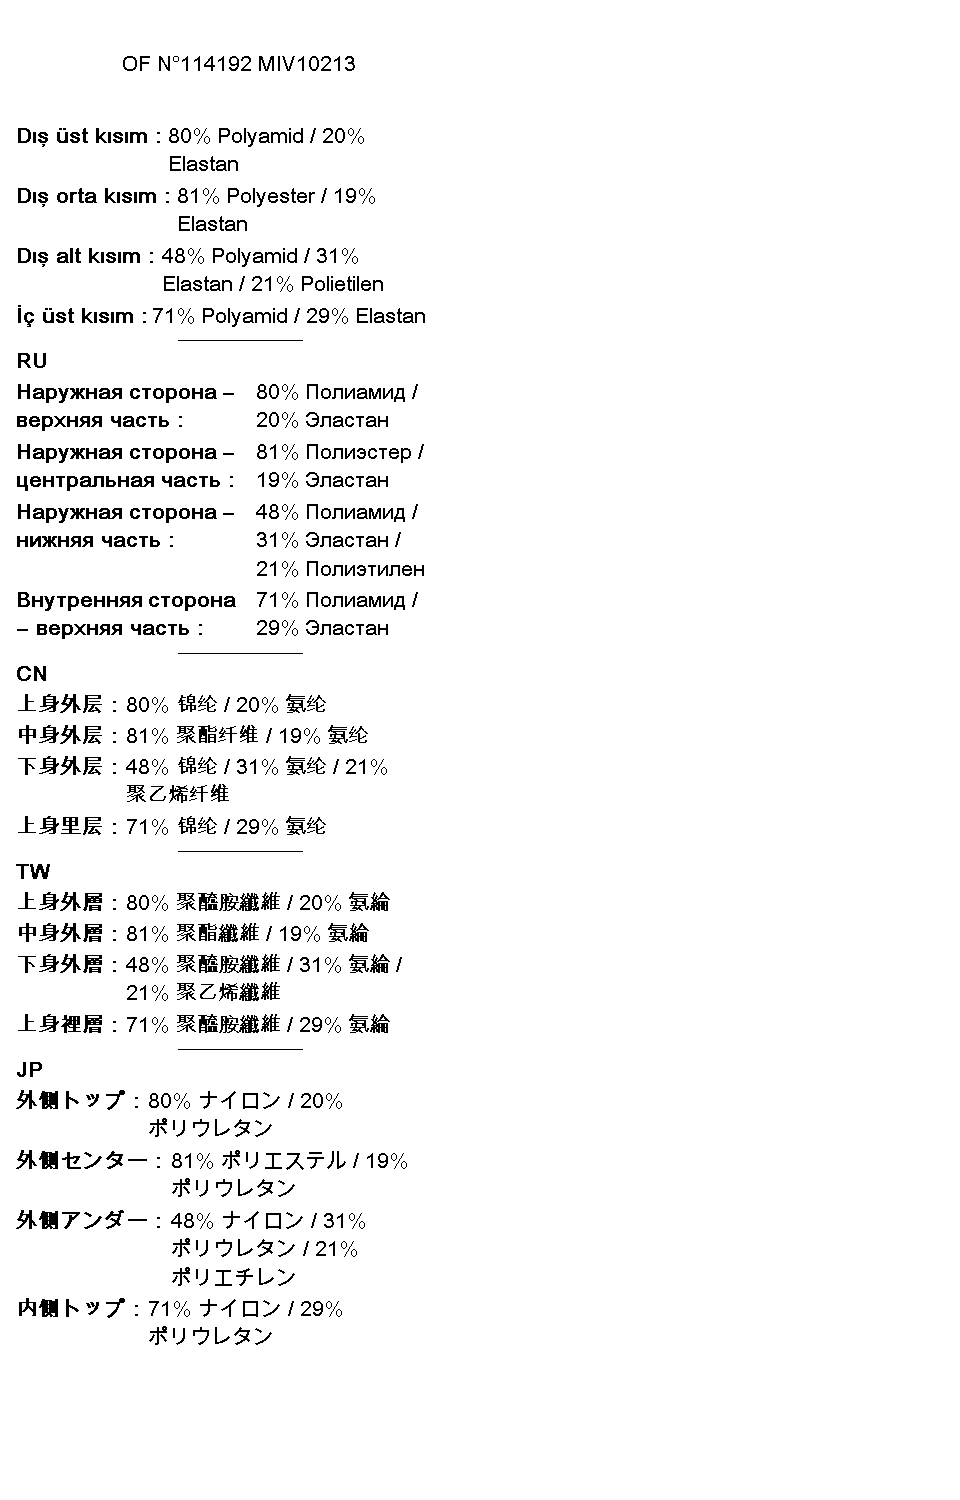 OF N°114192 MIV10213
Dış üst kısım : 80% Polyamid / 20%
Elastan
Dış orta kısım : 81% Polyester / 19%
Elastan
Dış alt kısım : 48% Polyamid / 31%
Elastan / 21% Polietilen
İç üst kısım : 71% Polyamid / 29% Elastan
RU
Наружная сторона – 80% Полиамид /
верхняя часть : 20% Эластан
Наружная сторона – 81% Полиэстер /
центральная часть : 19% Эластан
Наружная сторона – 48% Полиамид /
нижняя часть : 31% Эластан /
21% Полиэтилен
Внутренняя сторона 71% Полиамид /
– верхняя часть : 29% Эластан
CN
上身外层 : 80% 锦纶 / 20% 氨纶
中身外层 : 81% 聚酯纤维 / 19% 氨纶
下身外层 : 48% 锦纶 / 31% 氨纶 / 21%
聚乙烯纤维
上身里层 : 71% 锦纶 / 29% 氨纶
TW
上身外層 : 80% 聚醯胺纖維 / 20% 氨綸
中身外層 : 81% 聚酯纖維 / 19% 氨綸
下身外層 : 48% 聚醯胺纖維 / 31% 氨綸 /
21% 聚乙烯纖維
上身裡層 : 71% 聚醯胺纖維 / 29% 氨綸
JP
外側トップ : 80% ナイロン / 20%
ポリウレタン
外側センター : 81% ポリエステル / 19%
ポリウレタン
外側アンダー : 48% ナイロン / 31%
ポリウレタン / 21%
ポリエチレン
内側トップ : 71% ナイロン / 29%
ポリウレタン